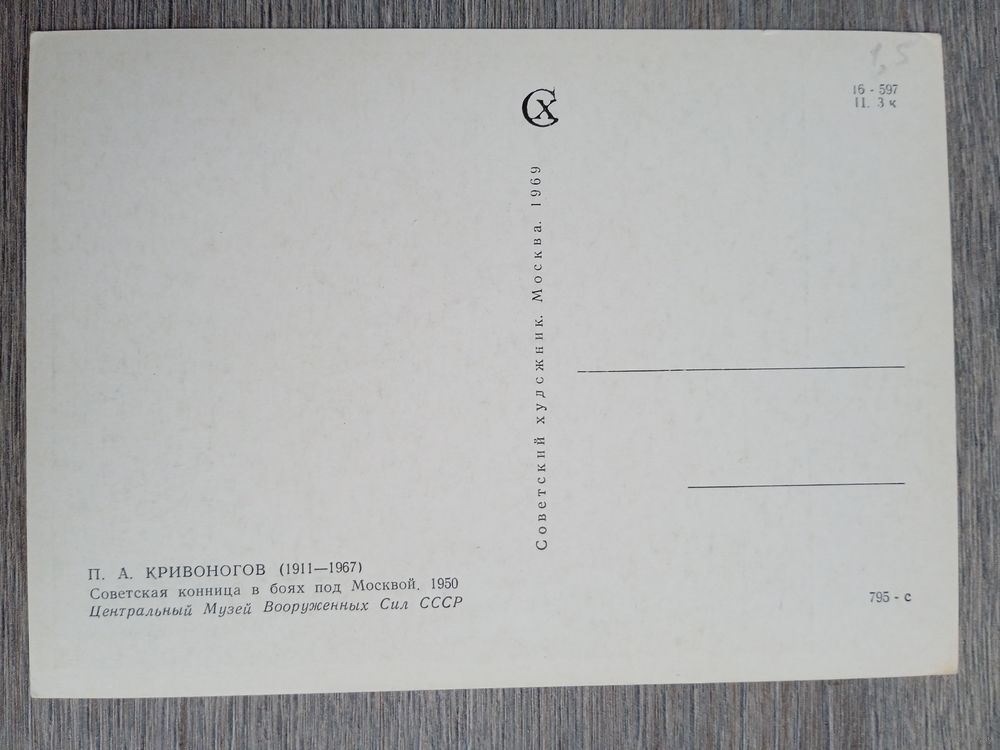 1,5
16 - 597
Ц. 3 к
СХ
Советский художник. Москва. 1969
П. А. КРИВОНОГОВ (1911—1967)
Советская конница в боях под Москвой. 1950
Центральный Музей Вооруженных Сил СССР
795 - с